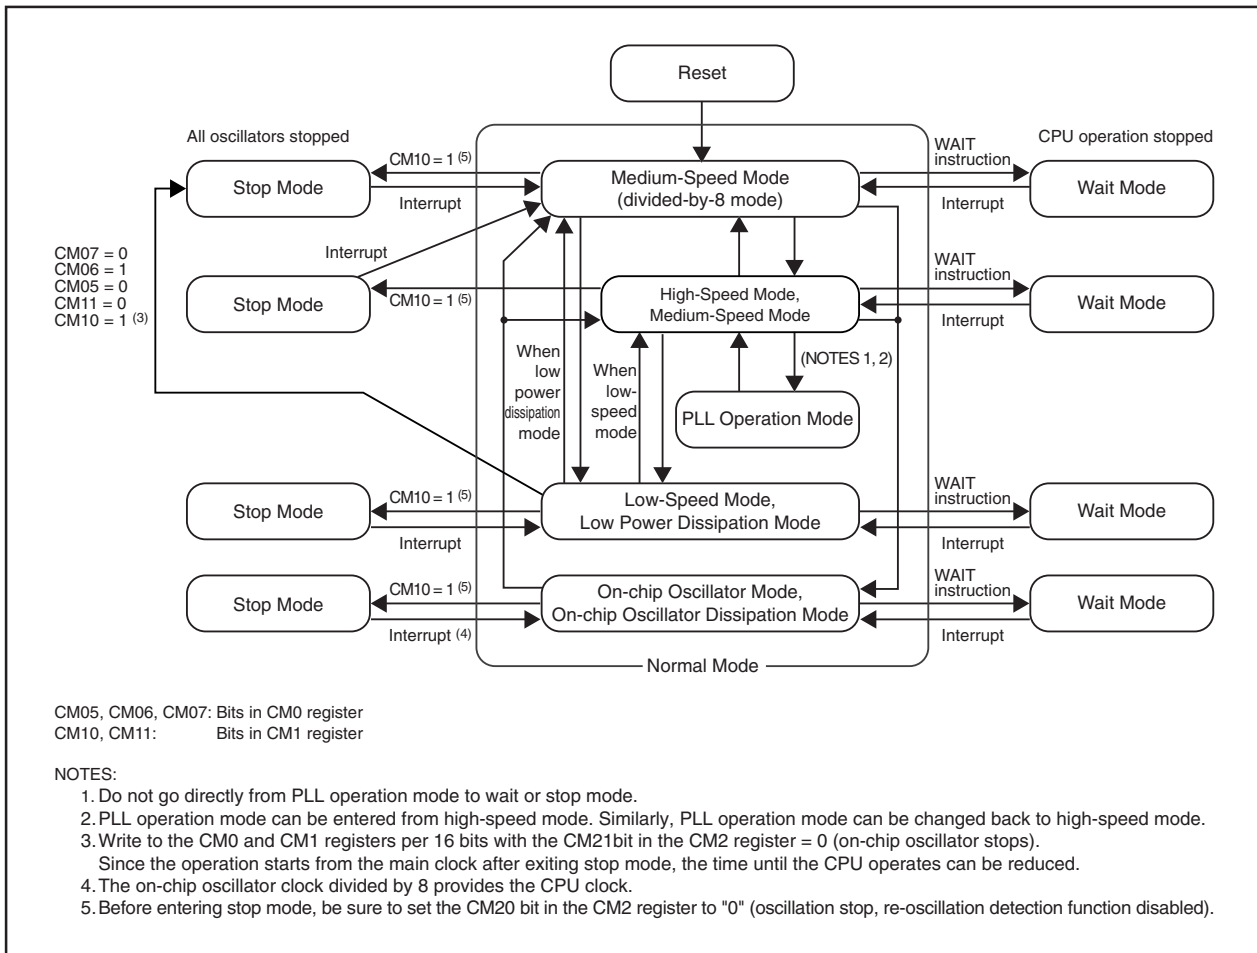 Reset
All oscillators stopped
CPU operation stopped
Stop Mode
CM10 = 1 (5)
Interrupt
Medium-Speed Mode
(divided-by-8 mode)
WAIT
instruction
Interrupt
Wait Mode
CM07 = 0
CM06 = 1
CM05 = 0
CM11 = 0
CM10 = 1 (3)
Interrupt
Stop Mode
CM10 = 1 (5)
High-Speed Mode,
Medium-Speed Mode
WAIT
instruction
Interrupt
Wait Mode
When
low
power
dissipation
mode
When
low-
speed
mode
(NOTES 1, 2)
PLL Operation Mode
Stop Mode
CM10 = 1 (5)
Interrupt
Low-Speed Mode,
Low Power Dissipation Mode
WAIT
instruction
Interrupt
Wait Mode
Stop Mode
CM10 = 1 (5)
Interrupt (4)
On-chip Oscillator Mode,
On-chip Oscillator Dissipation Mode
WAIT
instruction
Interrupt
Wait Mode
Normal Mode
CM05, CM06, CM07: Bits in CM0 register
CM10, CM11: Bits in CM1 register
NOTES:
1. Do not go directly from PLL operation mode to wait or stop mode.
2. PLL operation mode can be entered from high-speed mode. Similarly, PLL operation mode can be changed back to high-speed mode.
3. Write to the CM0 and CM1 registers per 16 bits with the CM21bit in the CM2 register = 0 (on-chip oscillator stops).
Since the operation starts from the main clock after exiting stop mode, the time until the CPU operates can be reduced.
4. The on-chip oscillator clock divided by 8 provides the CPU clock.
5. Before entering stop mode, be sure to set the CM20 bit in the CM2 register to "0" (oscillation stop, re-oscillation detection function disabled).